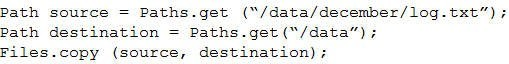 Path source = Paths.get (“/data/december/log.txt”);
Path destination = Paths.get(“/data”);
Files.copy (source, destination);